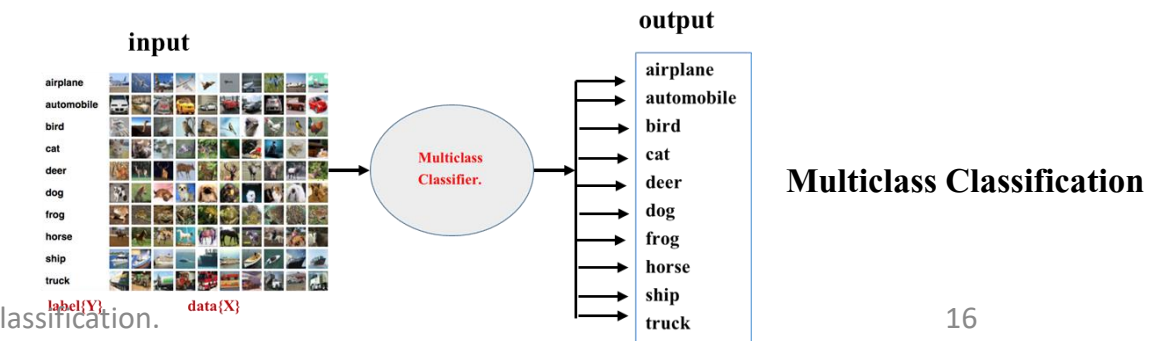 output
input
airplane
automobile
bird
cat
deer
dog
frog
horse
ship
truck
label{Y}
data{X}
Multiclass
Classifier.
airplane
automobile
bird
cat
deer
dog
frog
horse
ship
truck
Multiclass Classification
lassification.
16